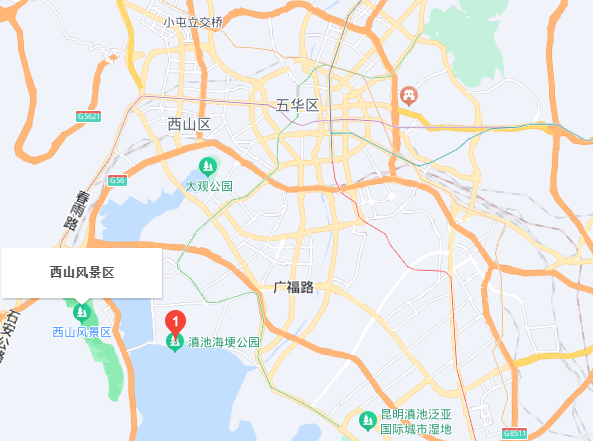 小屯立交桥
五华区
G5621
西山区
G56
大观公园
春雨路
西山风景区
广福路
石安公路
1
西山风景区
滇池海埂公园
昆明滇池泛亚
国际城市湿地
G8511